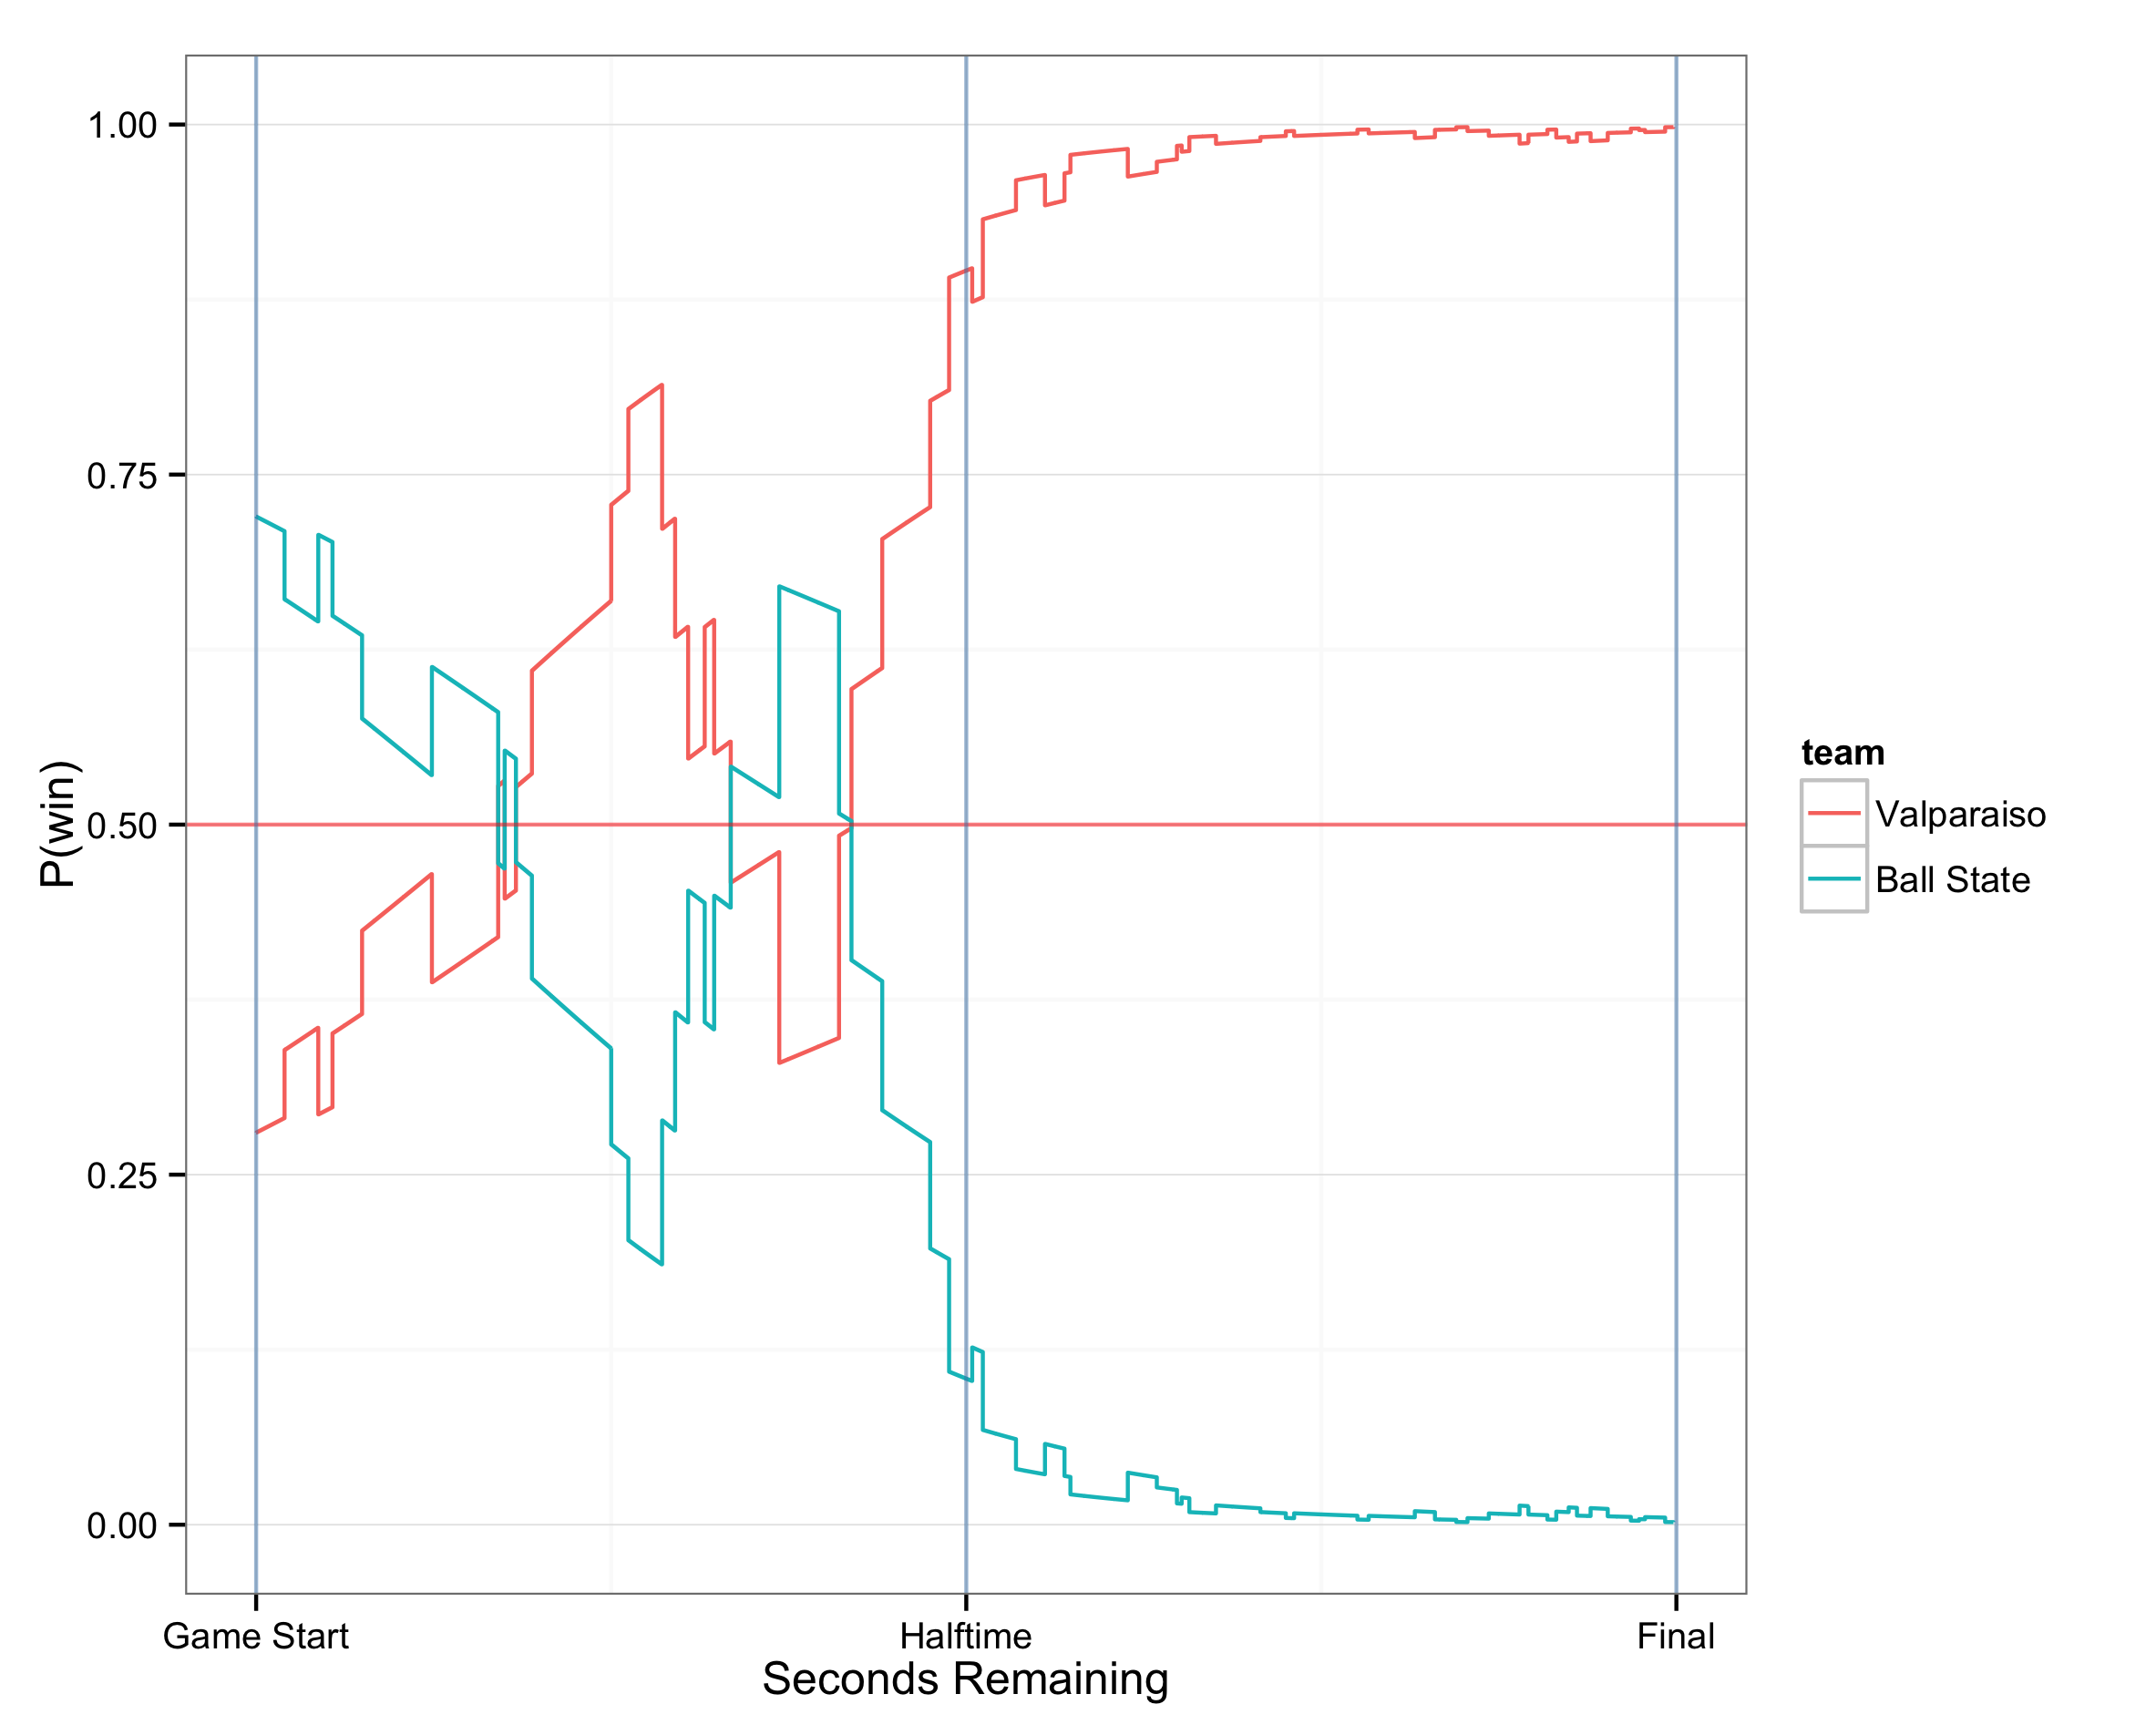 1.00
0.75
0.50
0.25
0.00
P(win)
Game Start
Halftime
Final
Seconds Remaining
team
Valparaiso
Ball State